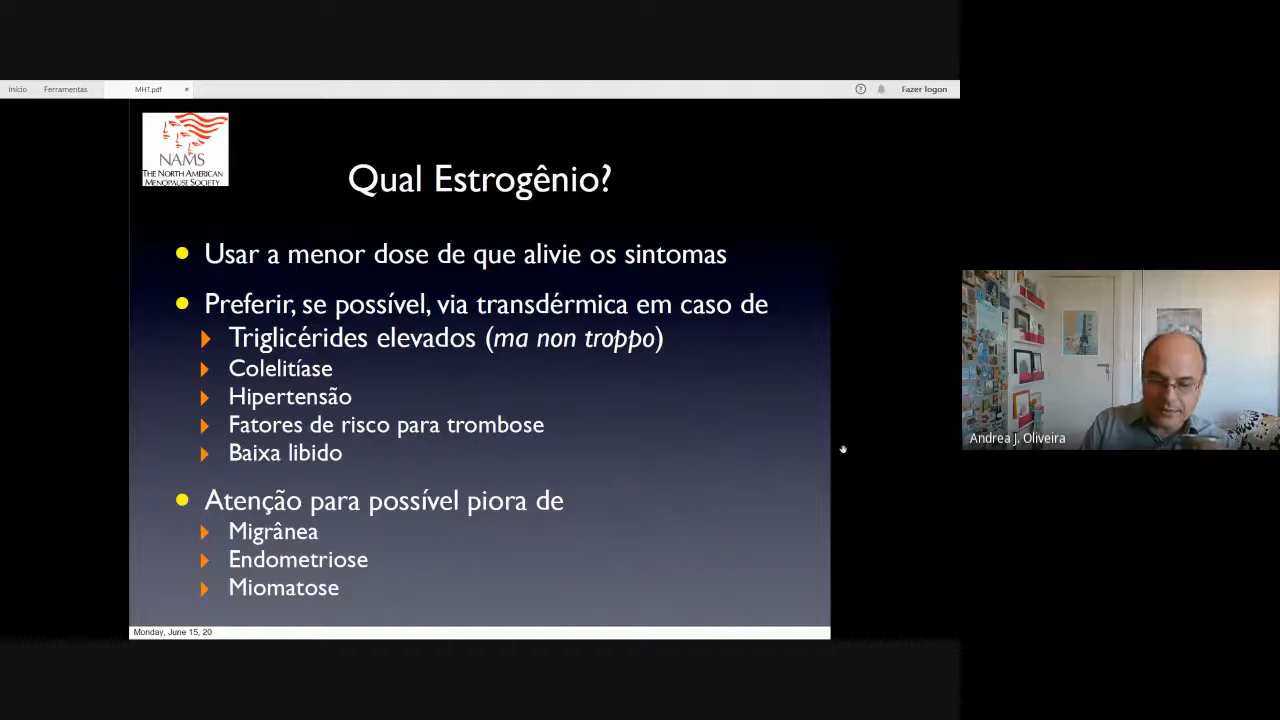 Início Ferramentas MHT.pdf × ? Fazer logon
NAMS
THE NORTH AMERICAN
MENOPAUSE SOCIETY
Qual Estrogênio?
Usar a menor dose de que alivie os sintomas
Preferir, se possível, via transdérmica em caso de
Triglicérides elevados (ma non troppo)
Colelitíase
Hipertensão
Fatores de risco para trombose
Baixa libido
Atenção para possível piora de
Migrânea
Endometriose
Miomatose
Monday, June 15, 20
Andrea J. Oliveira